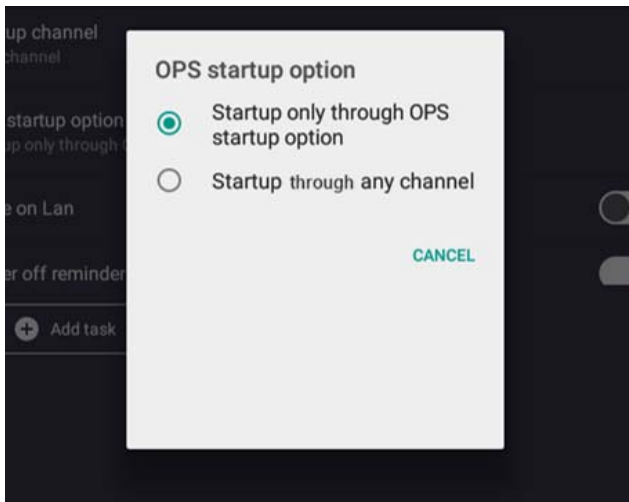 up channel
channel
startup option
up only through
e on Lan
er off reminder
Add task
OPS startup option
Startup only through OPS
startup option
Startup through any channel
CANCEL